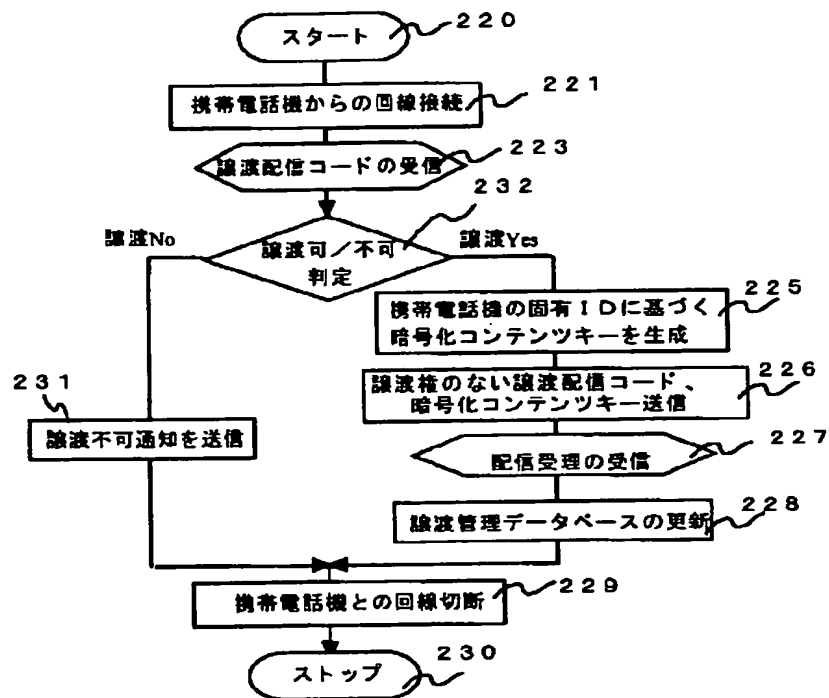 スタート
220
携帯電話機からの回線接続
221
譲渡配信コードの受信
223
232
譲渡No
譲渡可/不可
判定
譲渡Yes
携帯電話機の固有IDに基づく
暗号化コンテンツキーを生成
225
譲渡権のない譲渡配信コード、
暗号化コンテンツキー送信
226
231
譲渡不可通知を送信
配信受理の受信
227
譲渡管理データベースの更新
228
携帯電話機との回線切断
229
ストップ
230